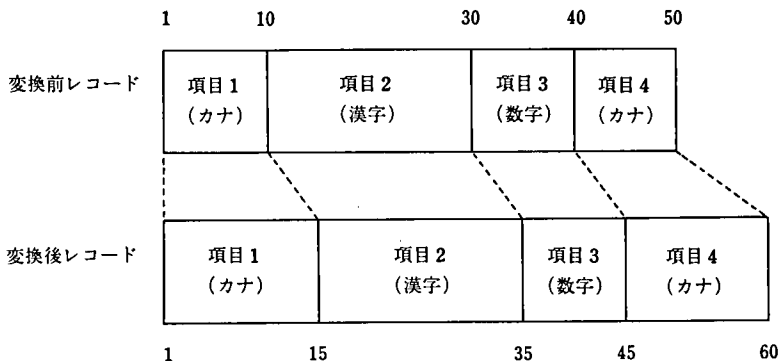 1 10 30 40 50
変換前レコード 項目1 項目2 項目3 項目4
(カナ) (漢字) (数字) (カナ)
変換後レコード 項目1 項目2 項目3 項目4
(カナ) (漢字) (数字) (カナ)
1 15 35 45 60